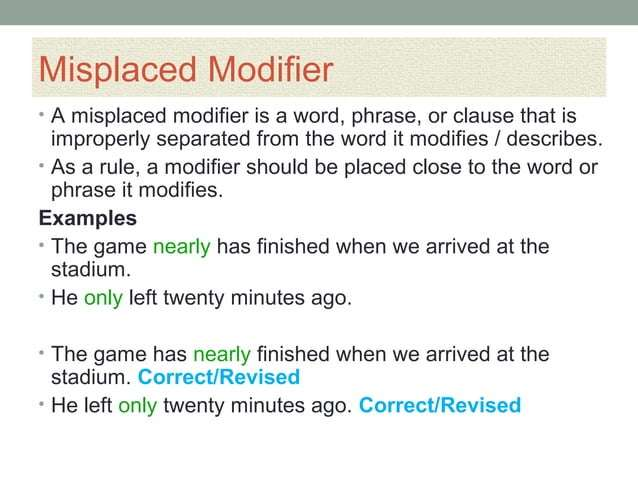 Misplaced Modifier
• A misplaced modifier is a word, phrase, or clause that is
improperly separated from the word it modifies / describes.
• As a rule, a modifier should be placed close to the word or
phrase it modifies.
Examples
• The game nearly has finished when we arrived at the
stadium.
• He only left twenty minutes ago.
• The game has nearly finished when we arrived at the
stadium. Correct/Revised
• He left only twenty minutes ago. Correct/Revised